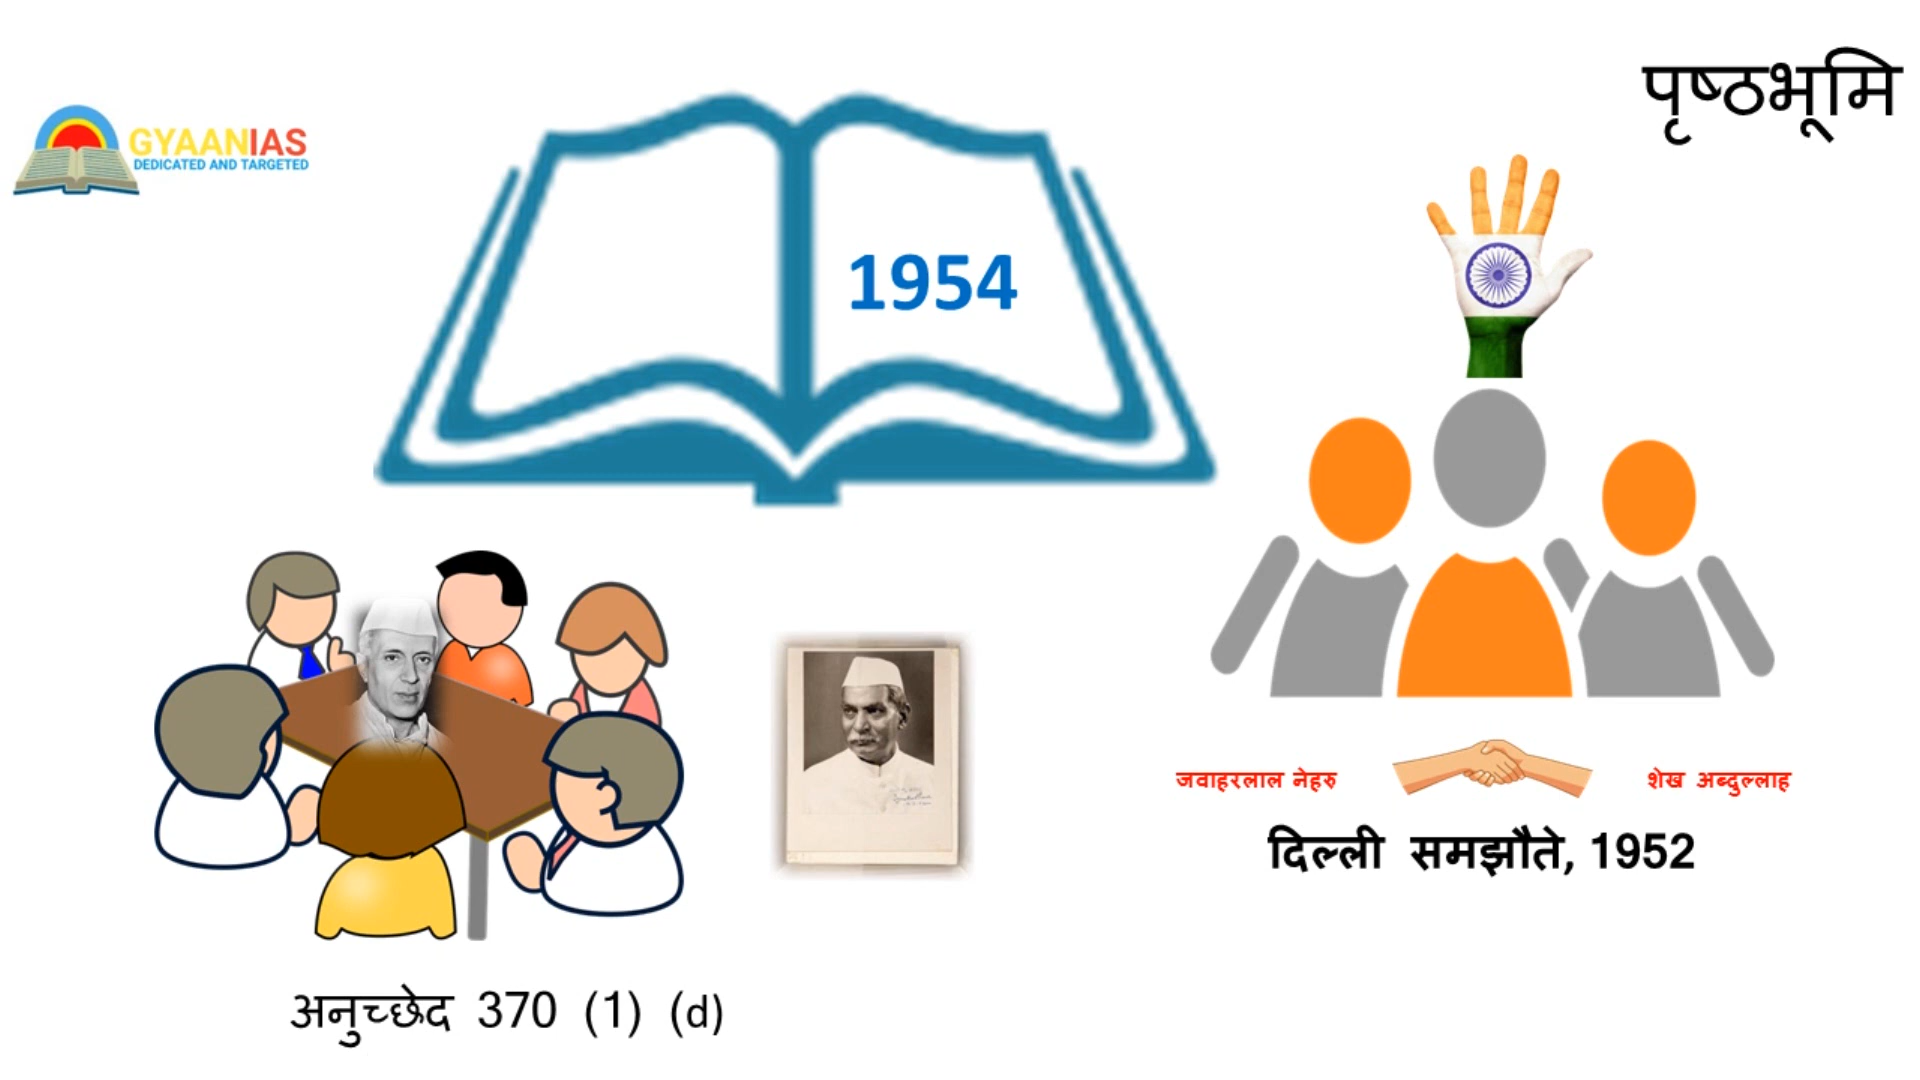 पृष्ठभूमि
GYAANIAS
DEDICATED AND TARGETED
1954
जवाहरलाल नेहरु
शेख अब्दुल्लाह
दिल्ली समझौते, 1952
अनुच्छेद 370 (1) (d)